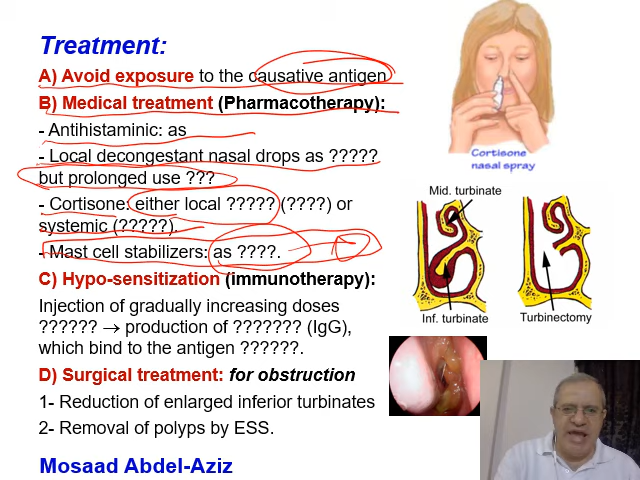 Treatment:
A) Avoid exposure to the causative antigen
B) Medical treatment (Pharmacotherapy):
- Antihistaminic: as
- Local decongestant nasal drops as ?????
but prolonged use ???
- Cortisone: either local ????? (????) or
systemic (?????).
- Mast cell stabilizers: as ????.
C) Hypo-sensitization (immunotherapy):
Injection of gradually increasing doses
?????? → production of ??????? (IgG),
which bind to the antigen ??????.
D) Surgical treatment: for obstruction
1- Reduction of enlarged inferior turbinates
2- Removal of polyps by ESS.
Mosaad Abdel-Aziz
Cortisone
nasal spray
Mid. turbinate
Inf. turbinate
Turbinectomy